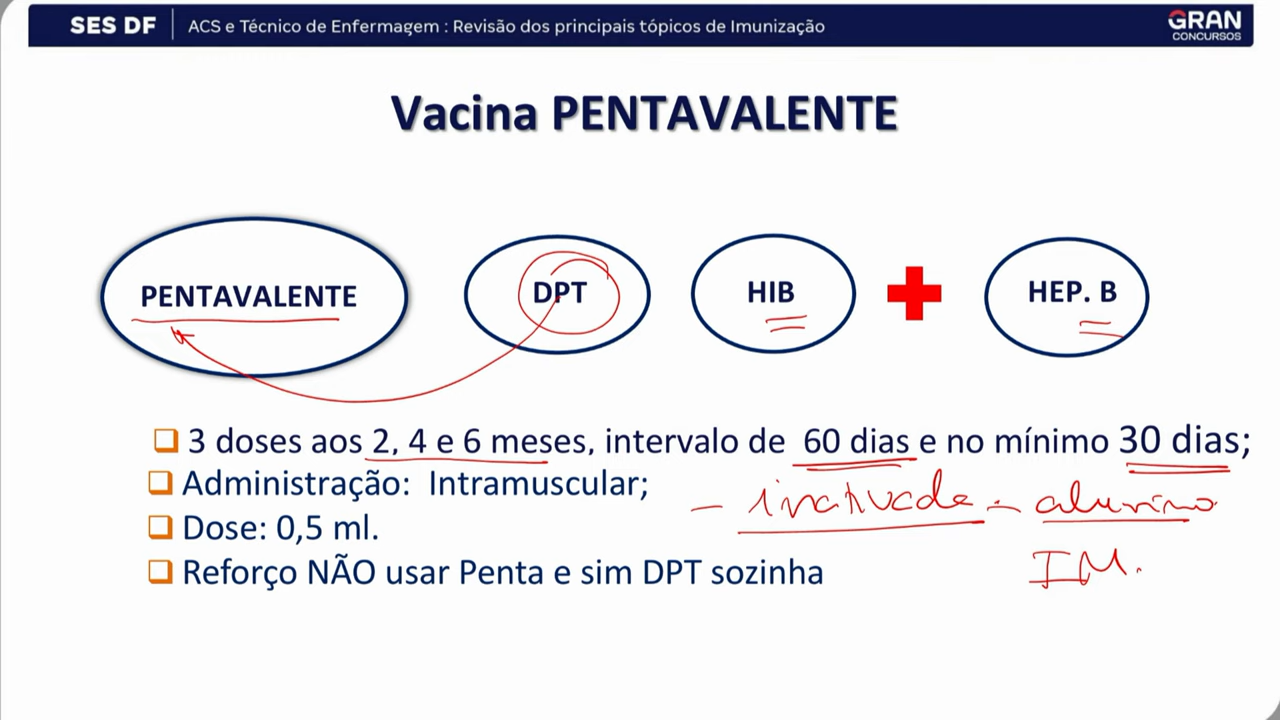 SES DF ACS e Técnico de Enfermagem : Revisão dos principais tópicos de Imunização
GRAN
CONCURSOS
Vacina PENTAVALENTE
PENTAVALENTE DPT HIB HEP. B
❑ 3 doses aos 2, 4 e 6 meses, intervalo de 60 dias e no mínimo 30 dias;
❑ Administração: Intramuscular;
- inativada - alumínio
❑ Dose: 0,5 ml.
IM.
❑ Reforço NÃO usar Penta e sim DPT sozinha